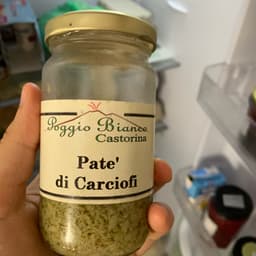 Poggio Bianco
Castorina
Pate'
di Carciofi